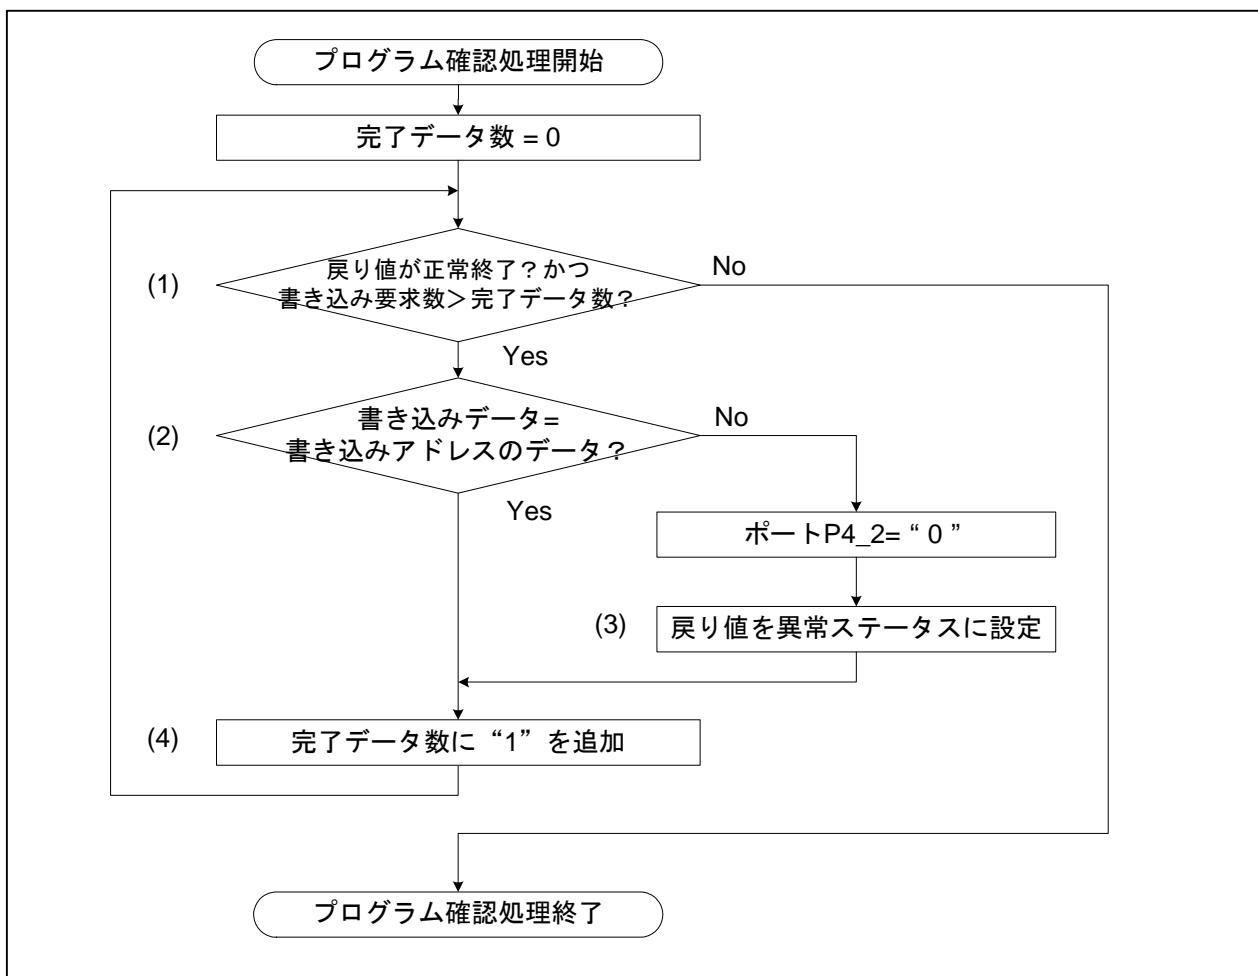 プログラム確認処理開始
完了データ数 = 0
(1)
戻り値が正常終了？かつ
書き込み要求数＞完了データ数？
No
Yes
(2)
書き込みデータ=
書き込みアドレスのデータ？
No
Yes
ポートP4_2= “ 0 ”
(3)
戻り値を異常ステータスに設定
(4)
完了データ数に“1”を追加
プログラム確認処理終了